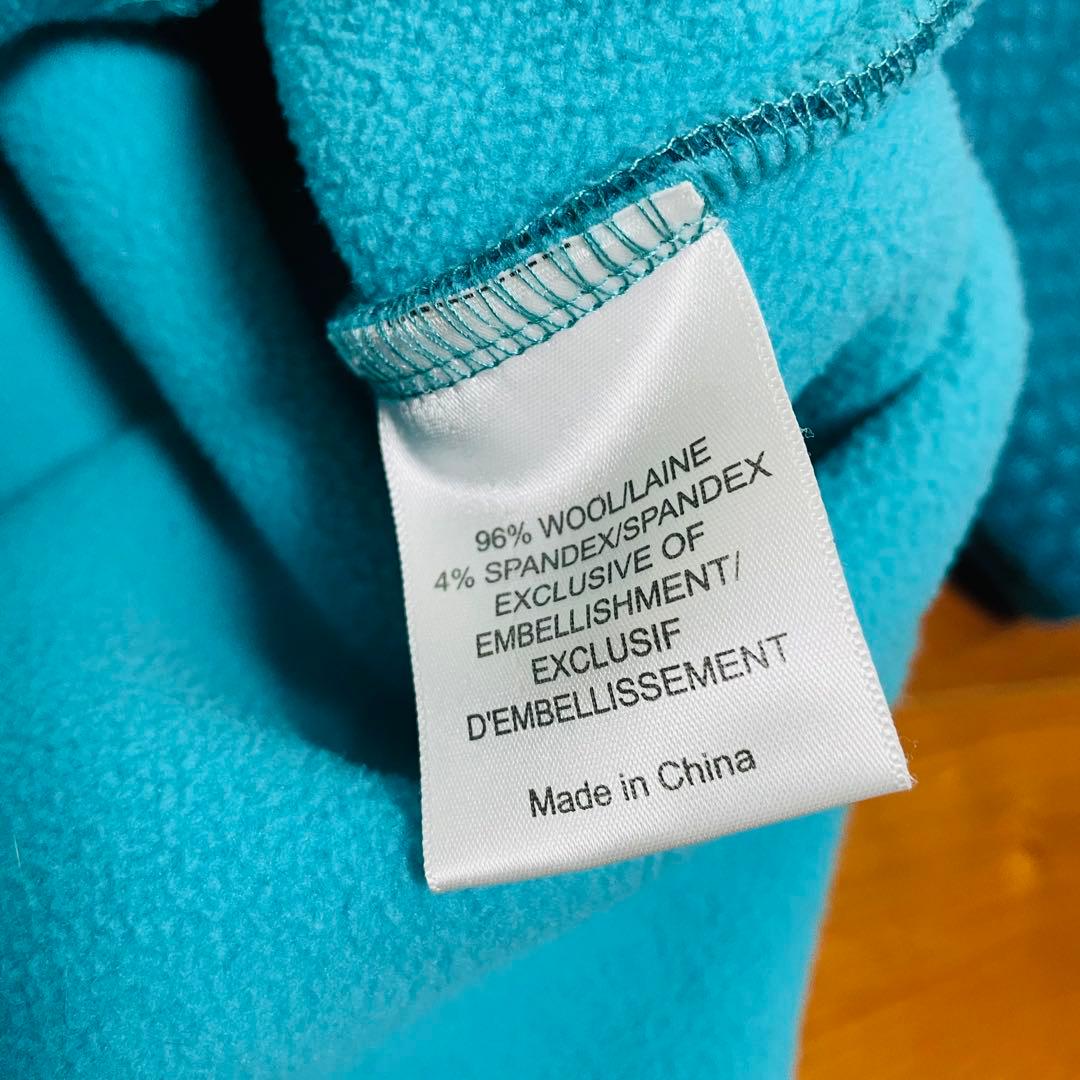 96% WOOL/LAINE
4% SPANDEX/SPANDEX
EXCLUSIVE OF
EMBELLISHMENT/
EXCLUSIF
D'EMBELLISSEMENT
Made in China